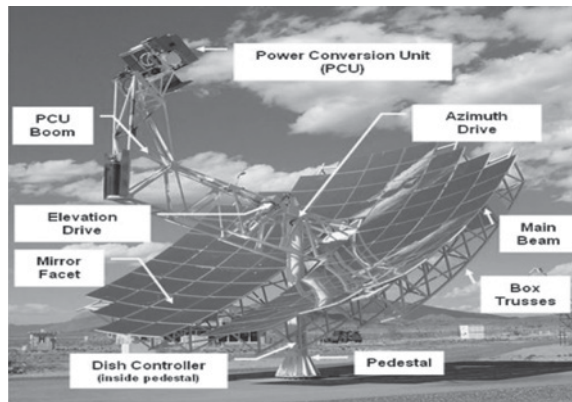 Power Conversion Unit
(PCU)
PCU
Boom
Azimuth
Drive
Elevation
Drive
Main
Beam
Mirror
Facet
Box
Trusses
Dish Controller
(inside pedestal)
Pedestal